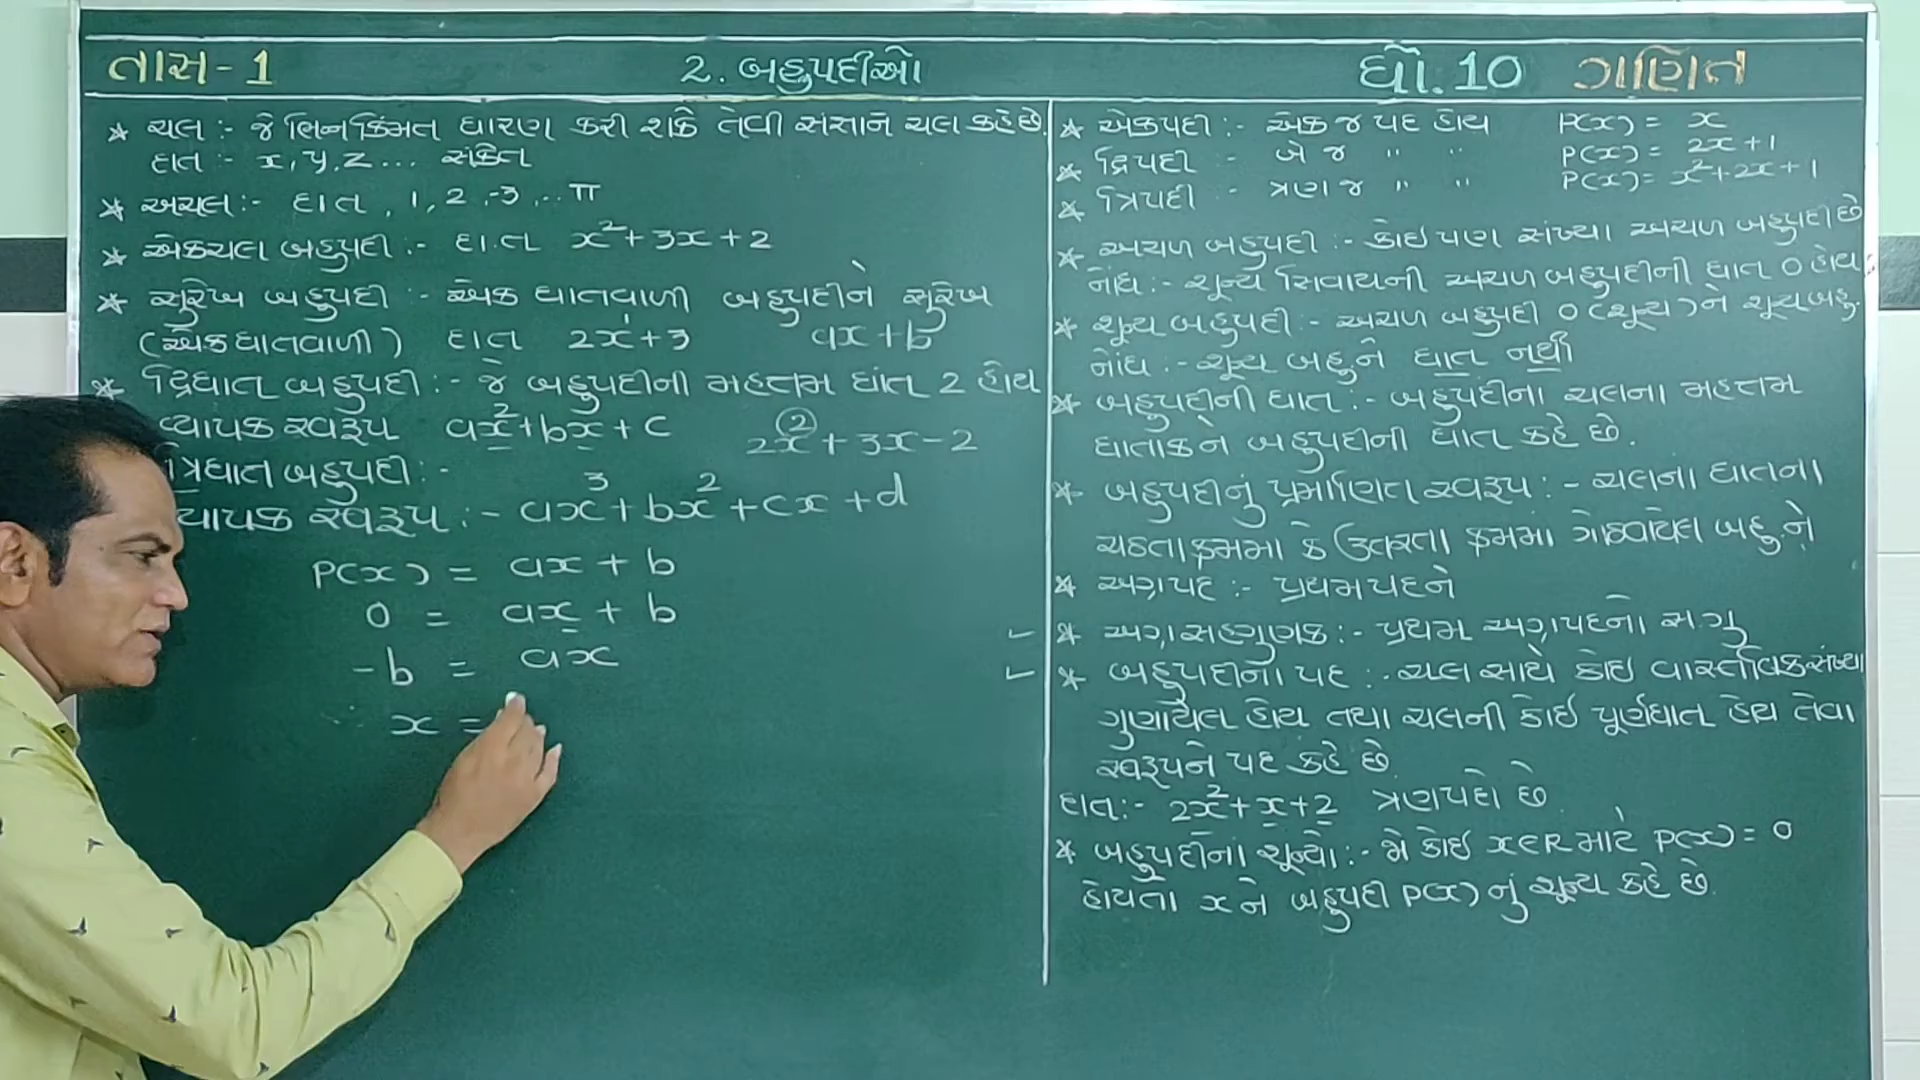 તાસ - 1
2. બહુપદીઓ
ધો. 10 ગણિત
* ચલ :- જે ભિન્ન કિંમત ધારણ કરી શકે તેવી સંજ્ઞાને ચલ કહે છે.
દા.ત :- x, y, z ... સંકેત
* અચલ :- દા.ત , 1, 2, -3, .. π
* એકચલ બહુપદી :- દા.ત x²+3x+2
* સુરેખ બહુપદી :- એક ઘાતવાળી બહુપદીને સુરેખ
(એકઘાતવાળી) દા.ત 2x¹+3 ax+b
* દ્વિઘાત બહુપદી :- જે બહુપદીની મહતમ ઘાત 2 હોય
વ્યાપક સ્વરૂપ ax²+bx+c 2x²+3x-2
ત્રિઘાત બહુપદી :-
વ્યાપક સ્વરૂપ :- ax³+bx²+cx+d
P(x) = ax + b
0 = ax + b
-b = ax
∴ x =
* એકપદી :- એક જ પદ હોય P(x) = x
* દ્વિપદી :- બે જ " " P(x) = 2x+1
* ત્રિપદી - ત્રણ જ " " P(x) = x²+2x+1
* અચળ બહુપદી :- કોઇ પણ સંખ્યા અચળ બહુપદી છે
નોંધ :- શૂન્ય સિવાયની અચળ બહુપદીની ઘાત 0 હોય
* શૂન્ય બહુપદી :- અચળ બહુપદી 0 (શૂન્ય) ને શૂન્ય બહુ.
નોંધ :- શૂન્ય બહુને ઘાત નથી
* બહુપદીની ઘાત :- બહુપદીના ચલના મહત્તમ
ઘાતાંકને બહુપદીની ઘાત કહે છે.
* બહુપદીનું પ્રમાણિત સ્વરૂપ :- ચલના ઘાતના
ચઢતાક્રમમાં કે ઉતરતા ક્રમમાં ગોઠવાયેલ બહુ.ને
* અગ્રપદ :- પ્રથમપદને
* અગ્ર સહગુણક :- પ્રથમ અગ્રપદનો સ.ગુ
* બહુપદીના પદ :- ચલ સાથે કોઇ વાસ્તવિક સંખ્યા
ગુણાયેલ હોય તથા ચલની કોઇ પૂર્ણઘાત હોય તેવા
સ્વરૂપને પદ કહે છે.
દા.ત :- 2x²+x+2 ત્રણપદો છે.
* બહુપદીના શૂન્યો :- જો કોઇ x∈R માટે P(x) = 0
હોયતો x ને બહુપદી P(x) નું શૂન્ય કહે છે.